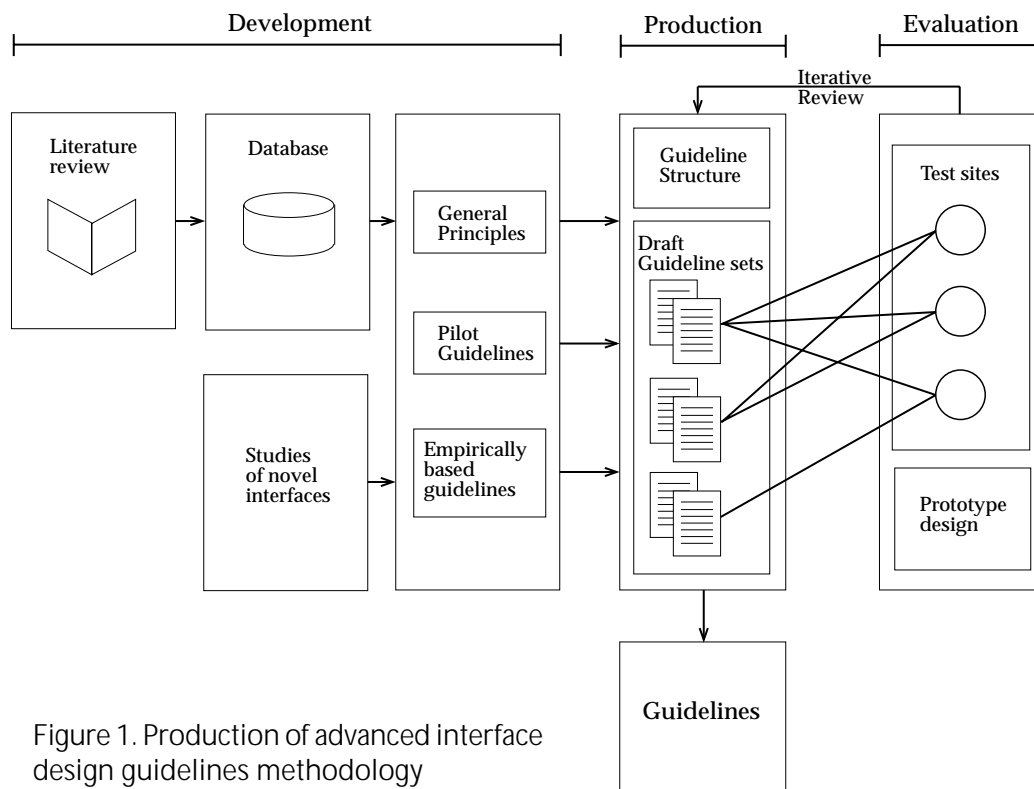 Development
Production
Evaluation
Iterative
Review
Literature
review
Database
General
Principles
Pilot
Guidelines
Studies
of novel
interfaces
Empirically
based
guidelines
Guideline
Structure
Draft
Guideline sets
Test sites
Prototype
design
Guidelines
Figure 1. Production of advanced interface
design guidelines methodology